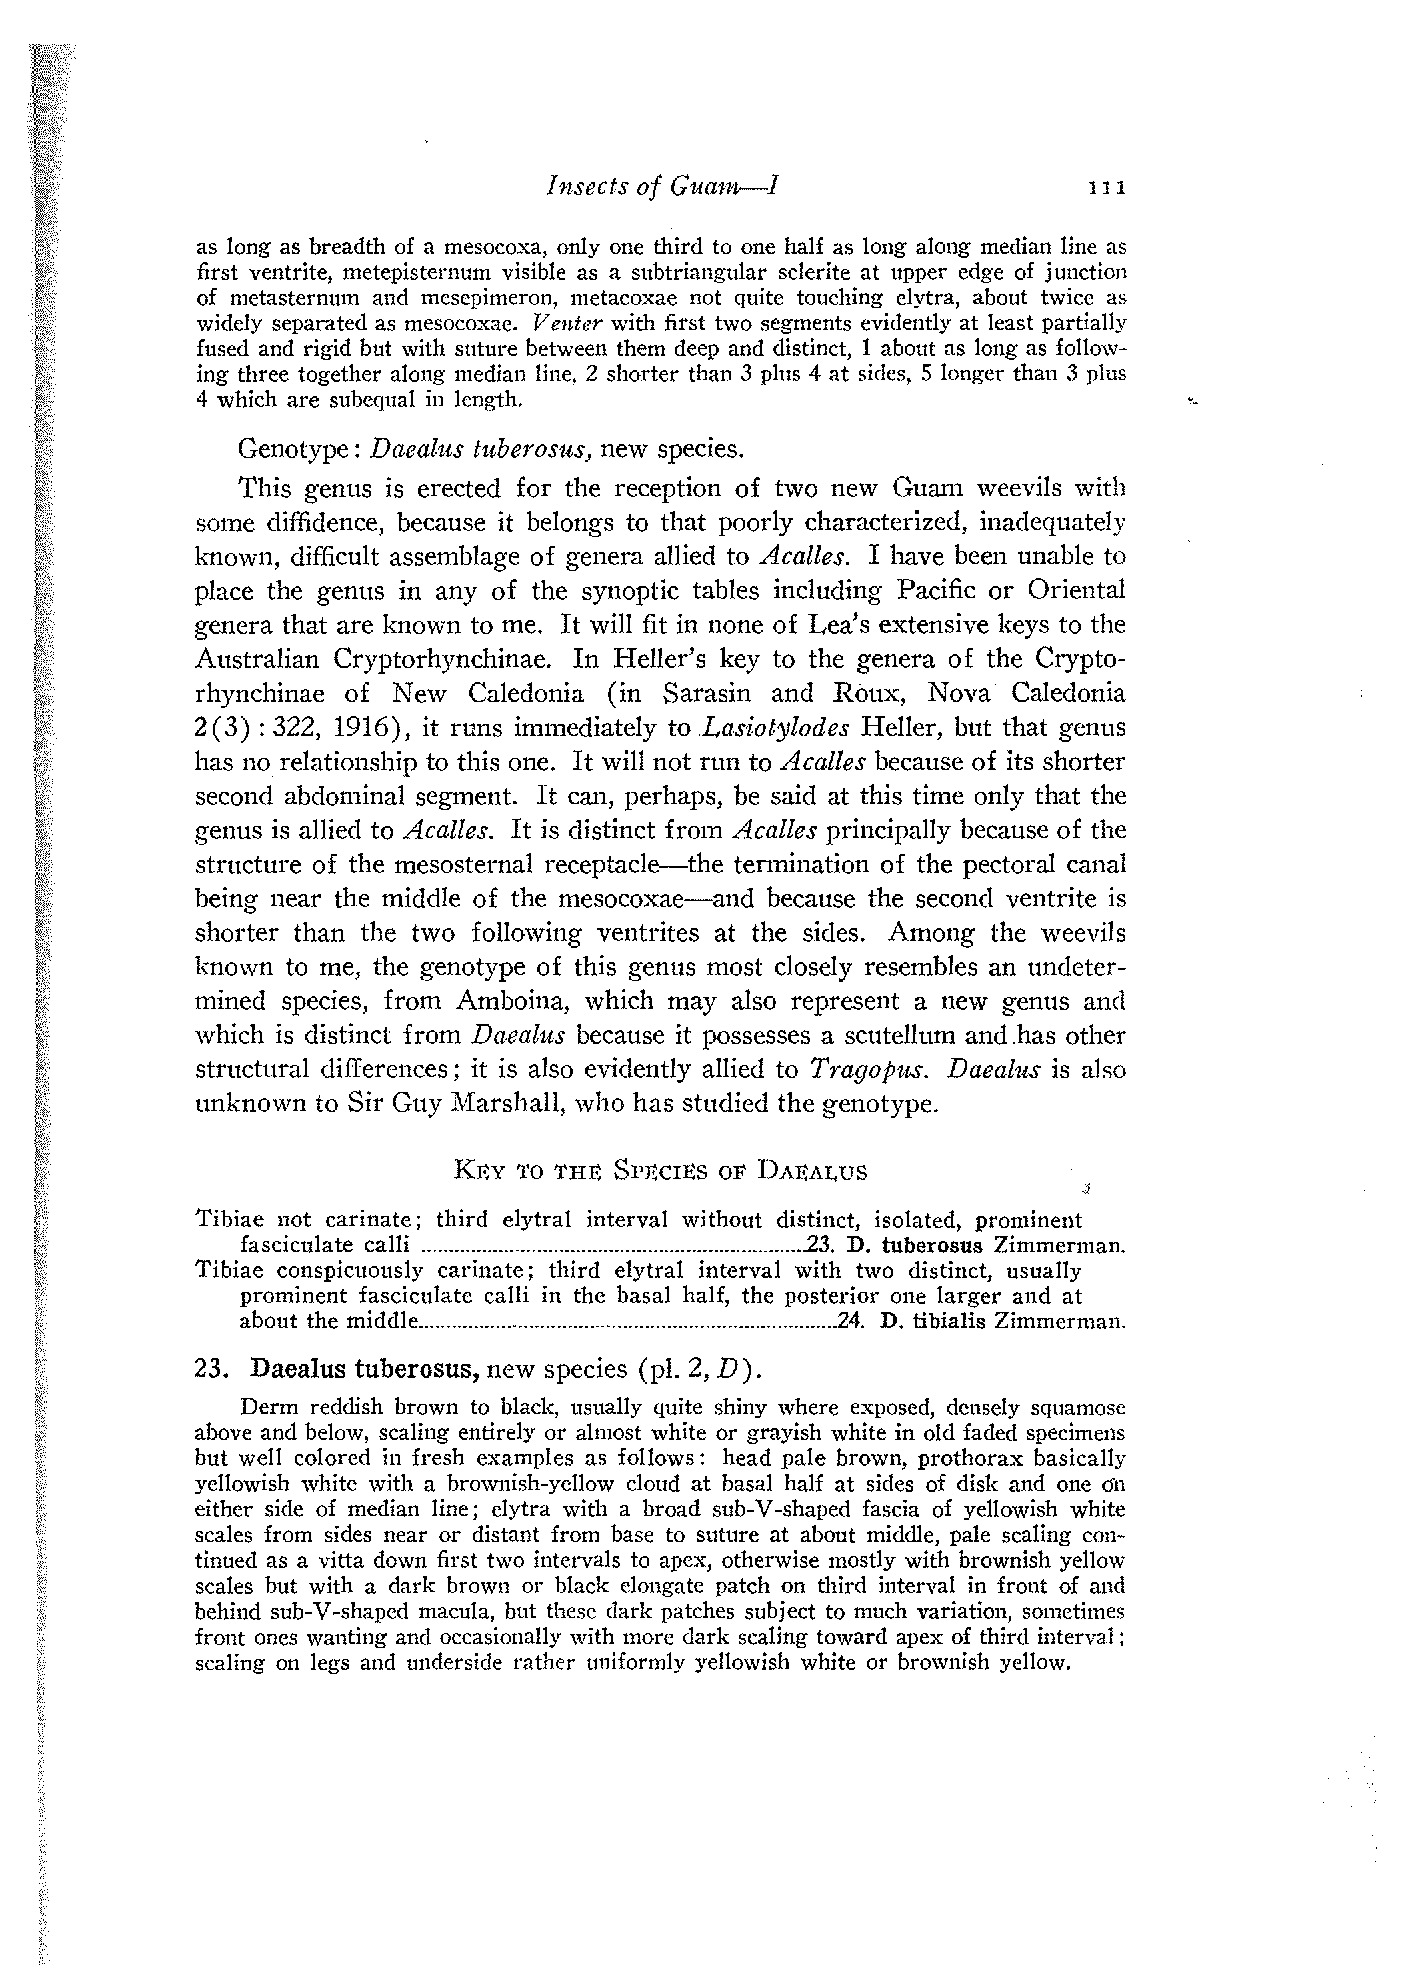 Insects of Guam—I 111
as long as breadth of a mesocoxa, only one third to one half as long along median line as
first ventrite, metepisternum visible as a subtriangular sclerite at upper edge of junction
of metasternum and mesepimeron, metacoxae not quite touching elytra, about twice as
widely separated as mesocoxae. Venter with first two segments evidently at least partially
fused and rigid but with suture between them deep and distinct, 1 about as long as follow-
ing three together along median line, 2 shorter than 3 plus 4 at sides, 5 longer than 3 plus
4 which are subequal in length.
Genotype: Daealus tuberosus, new species.
This genus is erected for the reception of two new Guam weevils with
some diffidence, because it belongs to that poorly characterized, inadequately
known, difficult assemblage of genera allied to Acalles. I have been unable to
place the genus in any of the synoptic tables including Pacific or Oriental
genera that are known to me. It will fit in none of Lea's extensive keys to the
Australian Cryptorhynchinae. In Heller's key to the genera of the Crypto-
rhynchinae of New Caledonia (in Sarasin and Roux, Nova Caledonia
2(3) : 322, 1916), it runs immediately to Lasiotylodes Heller, but that genus
has no relationship to this one. It will not run to Acalles because of its shorter
second abdominal segment. It can, perhaps, be said at this time only that the
genus is allied to Acalles. It is distinct from Acalles principally because of the
structure of the mesosternal receptacle—the termination of the pectoral canal
being near the middle of the mesocoxae—and because the second ventrite is
shorter than the two following ventrites at the sides. Among the weevils
known to me, the genotype of this genus most closely resembles an undeter-
mined species, from Amboina, which may also represent a new genus and
which is distinct from Daealus because it possesses a scutellum and has other
structural differences; it is also evidently allied to Tragopus. Daealus is also
unknown to Sir Guy Marshall, who has studied the genotype.
KEY TO THE SPECIES OF DAEALUS
Tibiae not carinate; third elytral interval without distinct, isolated, prominent
fasciculate calli ........................................23. D. tuberosus Zimmerman.
Tibiae conspicuously carinate; third elytral interval with two distinct, usually
prominent fasciculate calli in the basal half, the posterior one larger and at
about the middle........................................24. D. tibialis Zimmerman.
23. Daealus tuberosus, new species (pl. 2, D).
Derm reddish brown to black, usually quite shiny where exposed, densely squamose
above and below, scaling entirely or almost white or grayish white in old faded specimens
but well colored in fresh examples as follows: head pale brown, prothorax basically
yellowish white with a brownish-yellow cloud at basal half at sides of disk and one on
either side of median line; elytra with a broad sub-V-shaped fascia of yellowish white
scales from sides near or distant from base to suture at about middle, pale scaling con-
tinued as a vitta down first two intervals to apex, otherwise mostly with brownish yellow
scales but with a dark brown or black elongate patch on third interval in front of and
behind sub-V-shaped macula, but these dark patches subject to much variation, sometimes
front ones wanting and occasionally with more dark scaling toward apex of third interval;
scaling on legs and underside rather uniformly yellowish white or brownish yellow.